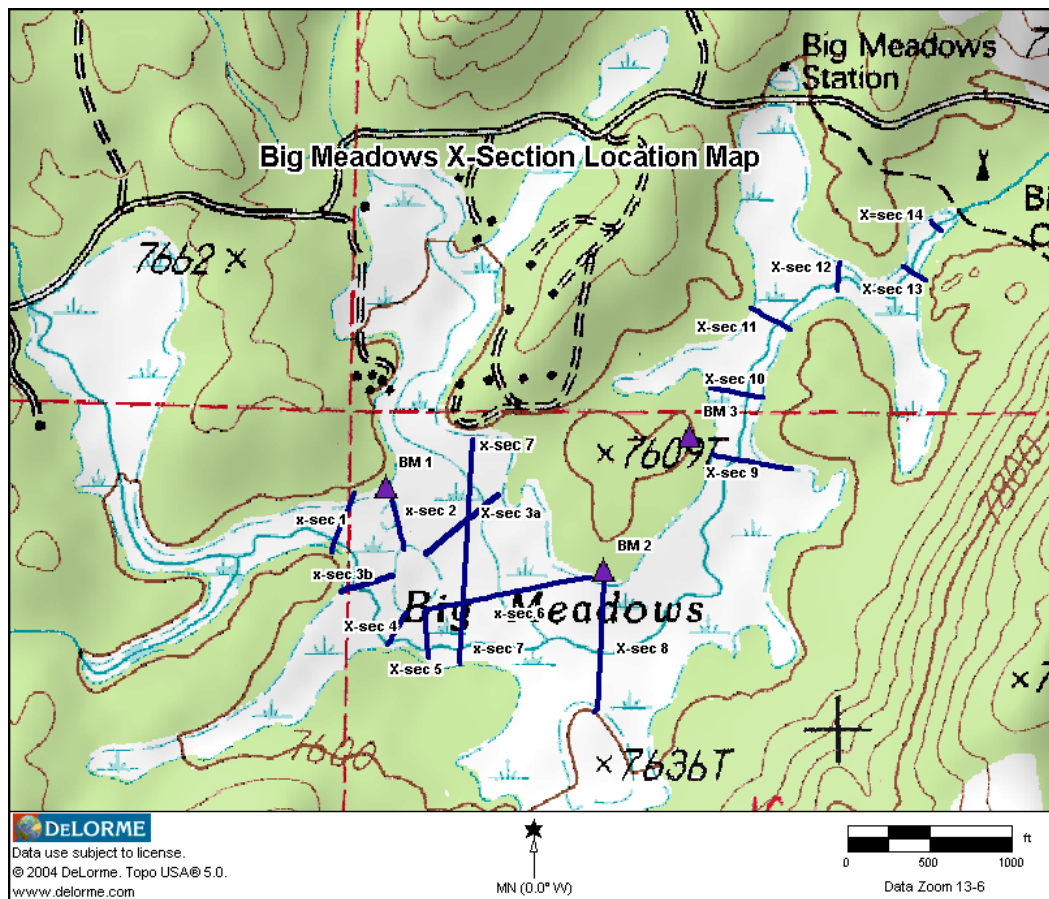 Big Meadows
Station
Big Meadows X-Section Location Map
X=sec 14
7662
X-sec 12
X-sec 13
X-sec 11
X-sec 10
BM 3
x-sec 7
7609T
BM 1
X-sec 9
x-sec 2
X-sec 3a
x-sec 1
7800
BM 2
x-sec 3b
Big Meadows
x-sec 6
X-sec 4
x-sec 7
X-sec 8
X-sec 5
7600
7636T
DELORME
Data use subject to license.
© 2004 DeLorme. Topo USA® 5.0.
www.delorme.com
MN (0.0° W)
ft
0 500 1000
Data Zoom 13-6